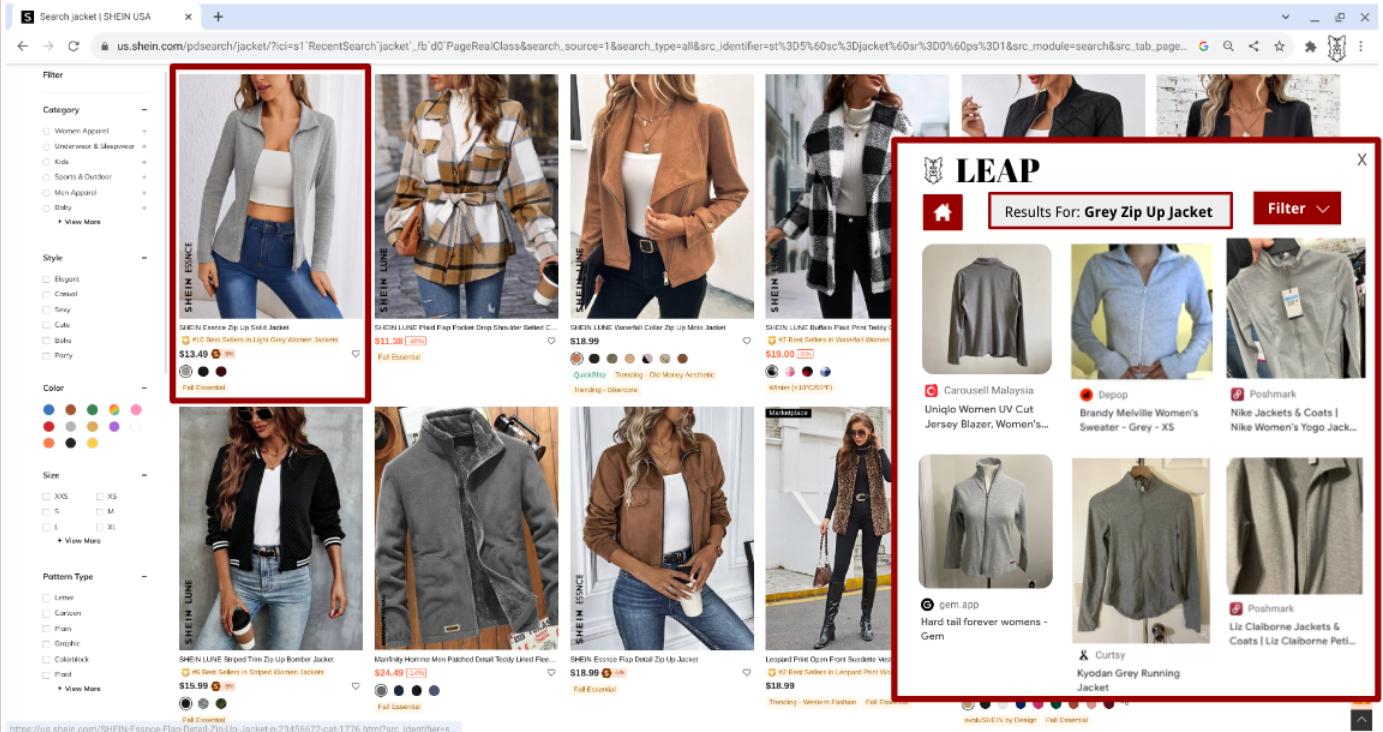 Search jacket | SHEIN USA
us.shein.com/pdsearch/jacket/?ici=s1`RecentSearch`jacket`_fb`d0`PageRealClass&search_source=1&search_type=all&src_identifier=st%3D5%60sc%3Djacket%60sr%3D0%60ps%3D1&src_module=search&src_tab_page...
Filter
Category
Women Apparel
Underwear & Sleepwear
Kids
Sports & Outdoor
Men Apparel
Baby
+ View More
Style
Elegant
Casual
Sexy
Cute
Boho
Party
Color
Size
XXS XS
S M
L XL
+ View More
Pattern Type
Letter
Cartoon
Plain
Graphic
Colorblock
Plaid
+ View More
SHEIN ESSNCE
SHEIN Essnce Zip Up Solid Jacket
#10 Best Sellers in Light Grey Women Jackets
$13.49 S -5%
Fall Essential
SHEIN LUNE Plaid Flap Pocket Drop Shoulder Belted C...
$11.38 -48%
Fall Essential
SHEIN LUNE
SHEIN LUNE Waterfall Collar Zip Up Moto Jacket
$18.99
QuickShip Trending - Old Money Aesthetic
Trending - Bikercore
SHEIN LUNE
SHEIN LUNE Buffalo Plaid Print Teddy
#7 Best Sellers in Waterfall Women
$19.00 -5%
Winter (<10°C/50°F)
SHEIN LUNE
SHEIN LUNE Striped Trim Zip Up Bomber Jacket
#6 Best Sellers in Striped Women Jackets
$15.99 S -5%
Fall Essential
Manfinity Homme Men Patched Detail Teddy Lined Flee...
$24.49 -14%
Fall Essential
SHEIN ESSNCE
SHEIN Essnce Flap Detail Zip Up Jacket
$18.99 S -5%
Fall Essential
Marketplace
Leopard Print Open Front Suedette Vest
#2 Best Sellers in Leopard Print
$18.99
Trending - Western Fashion
evoluSHEIN by Design Fall Essential
LEAP
X
Results For: Grey Zip Up Jacket
Filter
Carousell Malaysia
Uniqlo Women UV Cut
Jersey Blazer, Women's...
Depop
Brandy Melville Women's
Sweater - Grey - XS
Poshmark
Nike Jackets & Coats |
Nike Women's Yogo Jack...
gem.app
Hard tail forever womens -
Gem
Curtsy
Kyodan Grey Running
Jacket
Poshmark
Liz Claiborne Jackets &
Coats | Liz Claiborne Peti...
https://us.shein.com/SHEIN-Essnce-Flap-Detail-Zip-Up-Jacket-p-23456672-cat-1776.html?src_identifier=s...